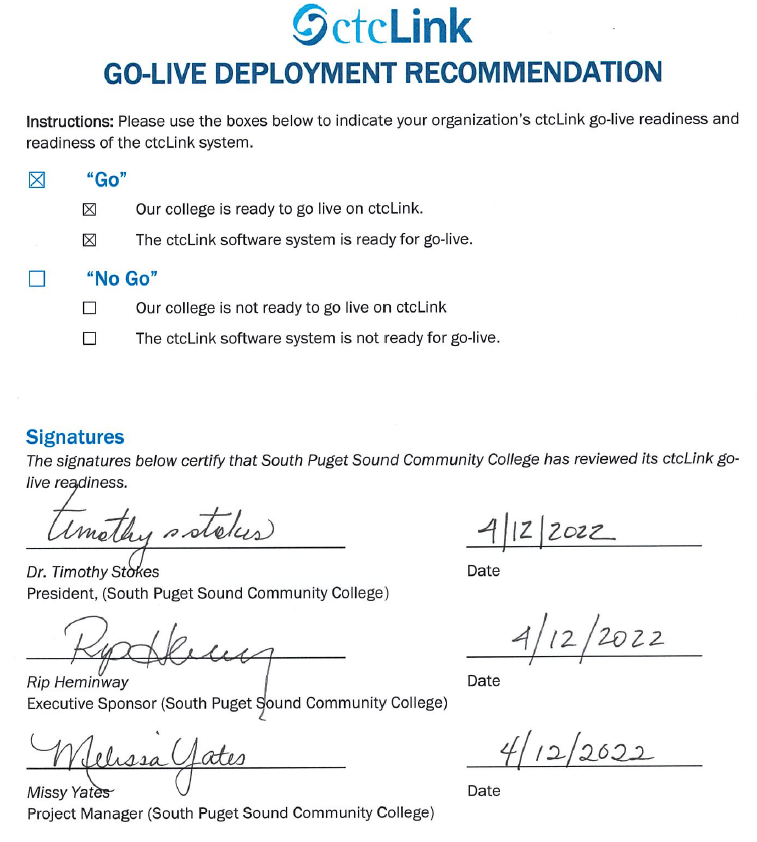 ctcLink
GO-LIVE DEPLOYMENT RECOMMENDATION
Instructions: Please use the boxes below to indicate your organization's ctcLink go-live readiness and
readiness of the ctcLink system.
☒ “Go”
☒ Our college is ready to go live on ctcLink.
☒ The ctcLink software system is ready for go-live.
☐ “No Go”
☐ Our college is not ready to go live on ctcLink
☐ The ctcLink software system is not ready for go-live.
Signatures
The signatures below certify that South Puget Sound Community College has reviewed its ctcLink go-
live readiness.
Timothy S Stokes 4/12/2022
Dr. Timothy Stokes Date
President, (South Puget Sound Community College)
Rip Heminway 4/12/2022
Rip Heminway Date
Executive Sponsor (South Puget Sound Community College)
Melissa Yates 4/12/2022
Missy Yates Date
Project Manager (South Puget Sound Community College)